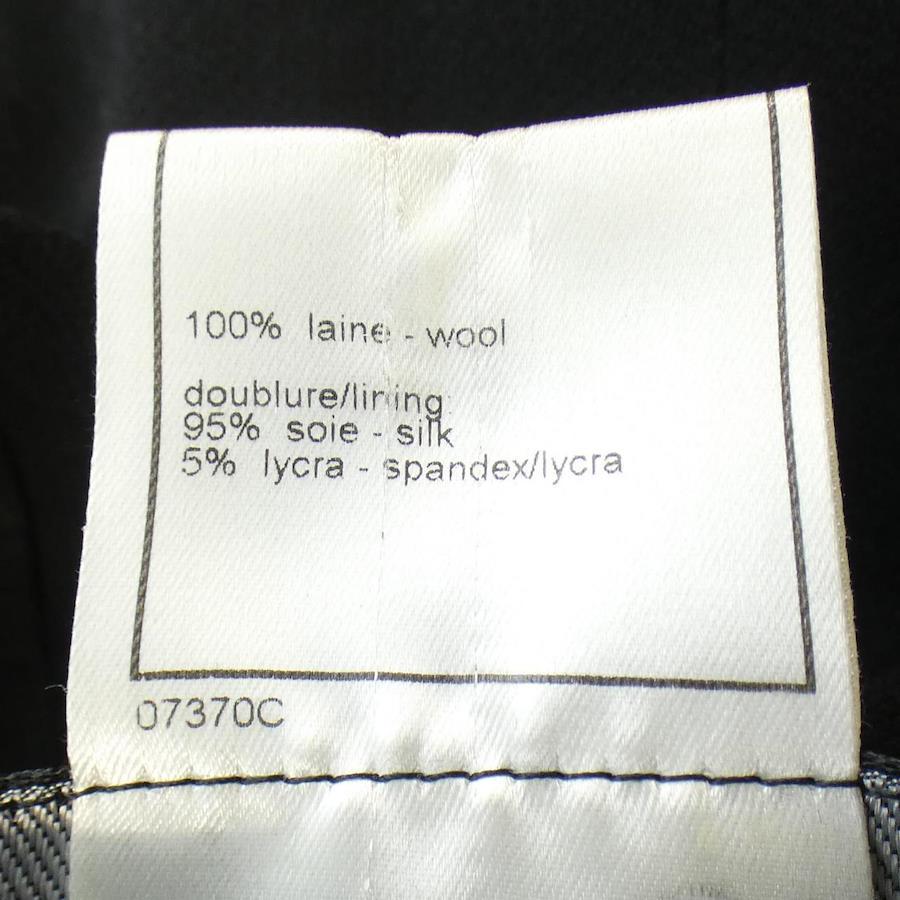 100% laine - wool
doublure/lining:
95% soie - silk
5% lycra - spandex/lycra
07370C